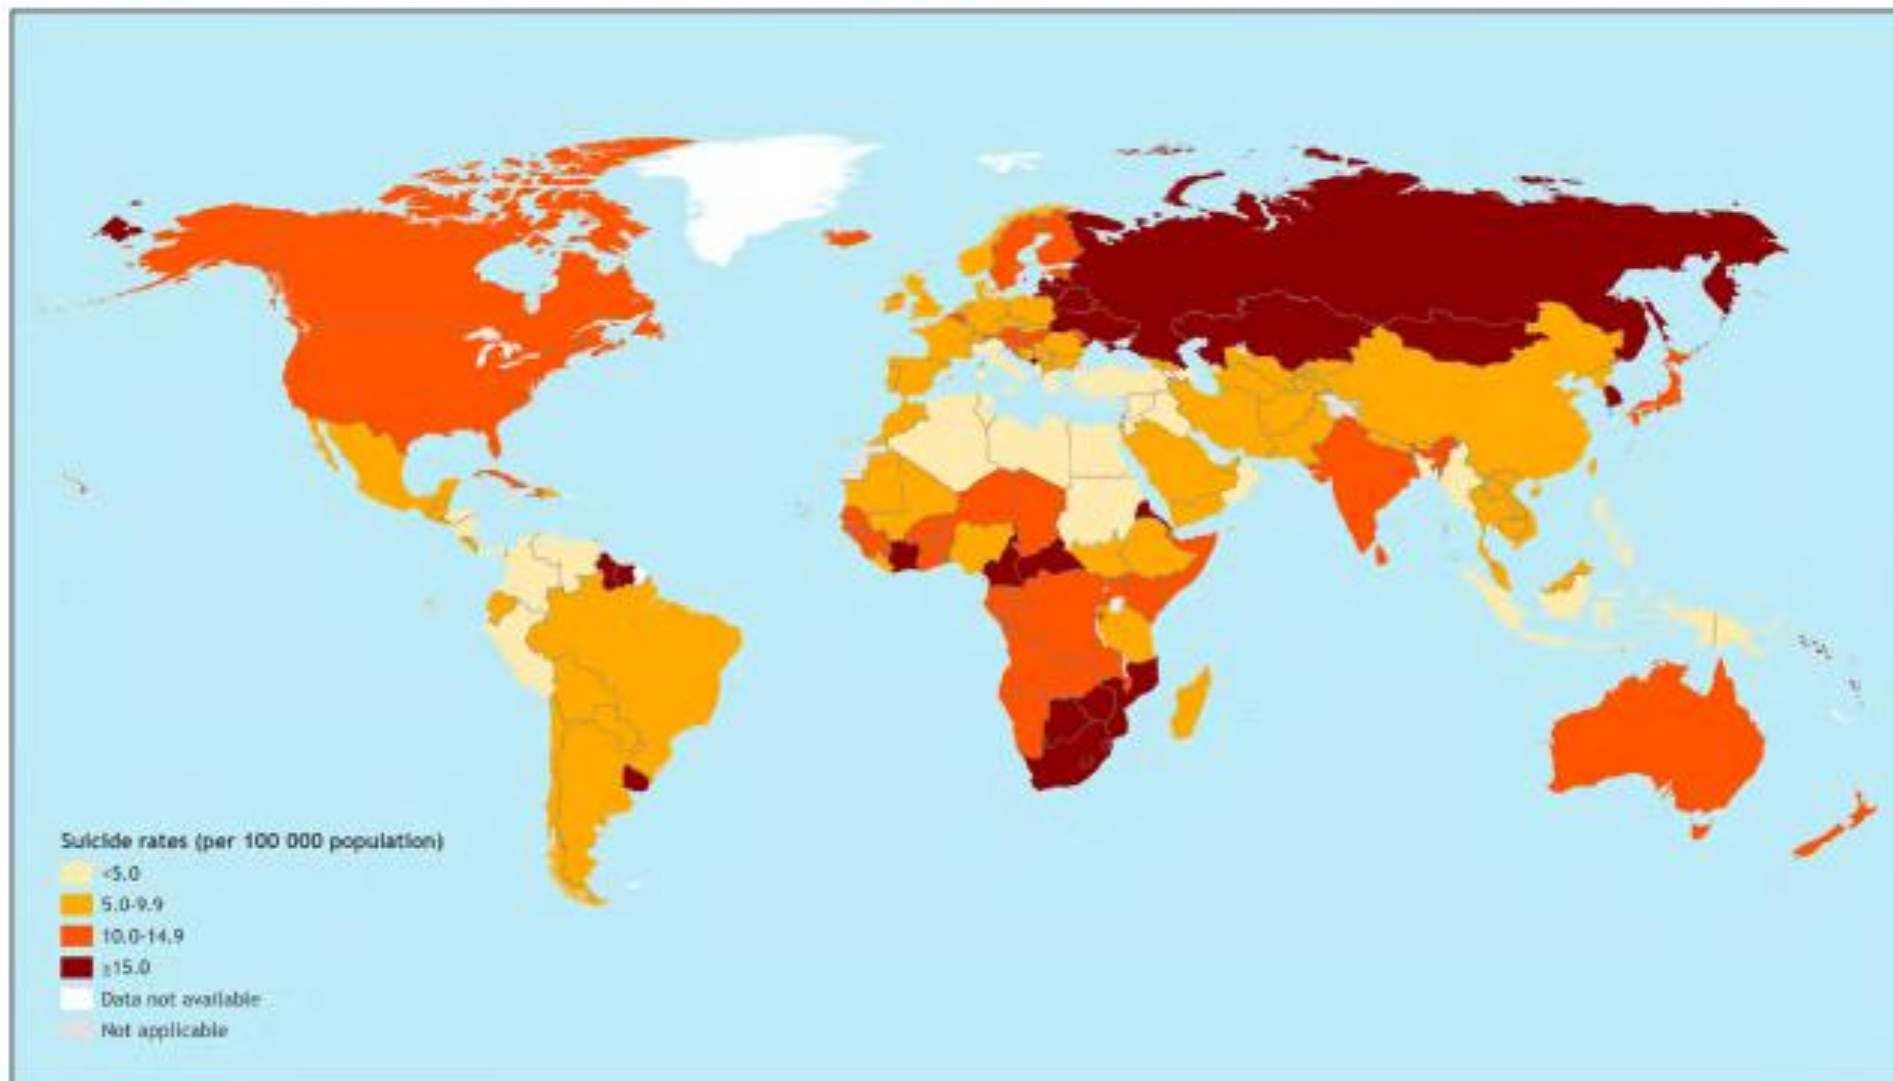 Suicide rates (per 100 000 population)
<5.0
5.0-9.9
10.0-14.9
≥15.0
Data not available
Not applicable